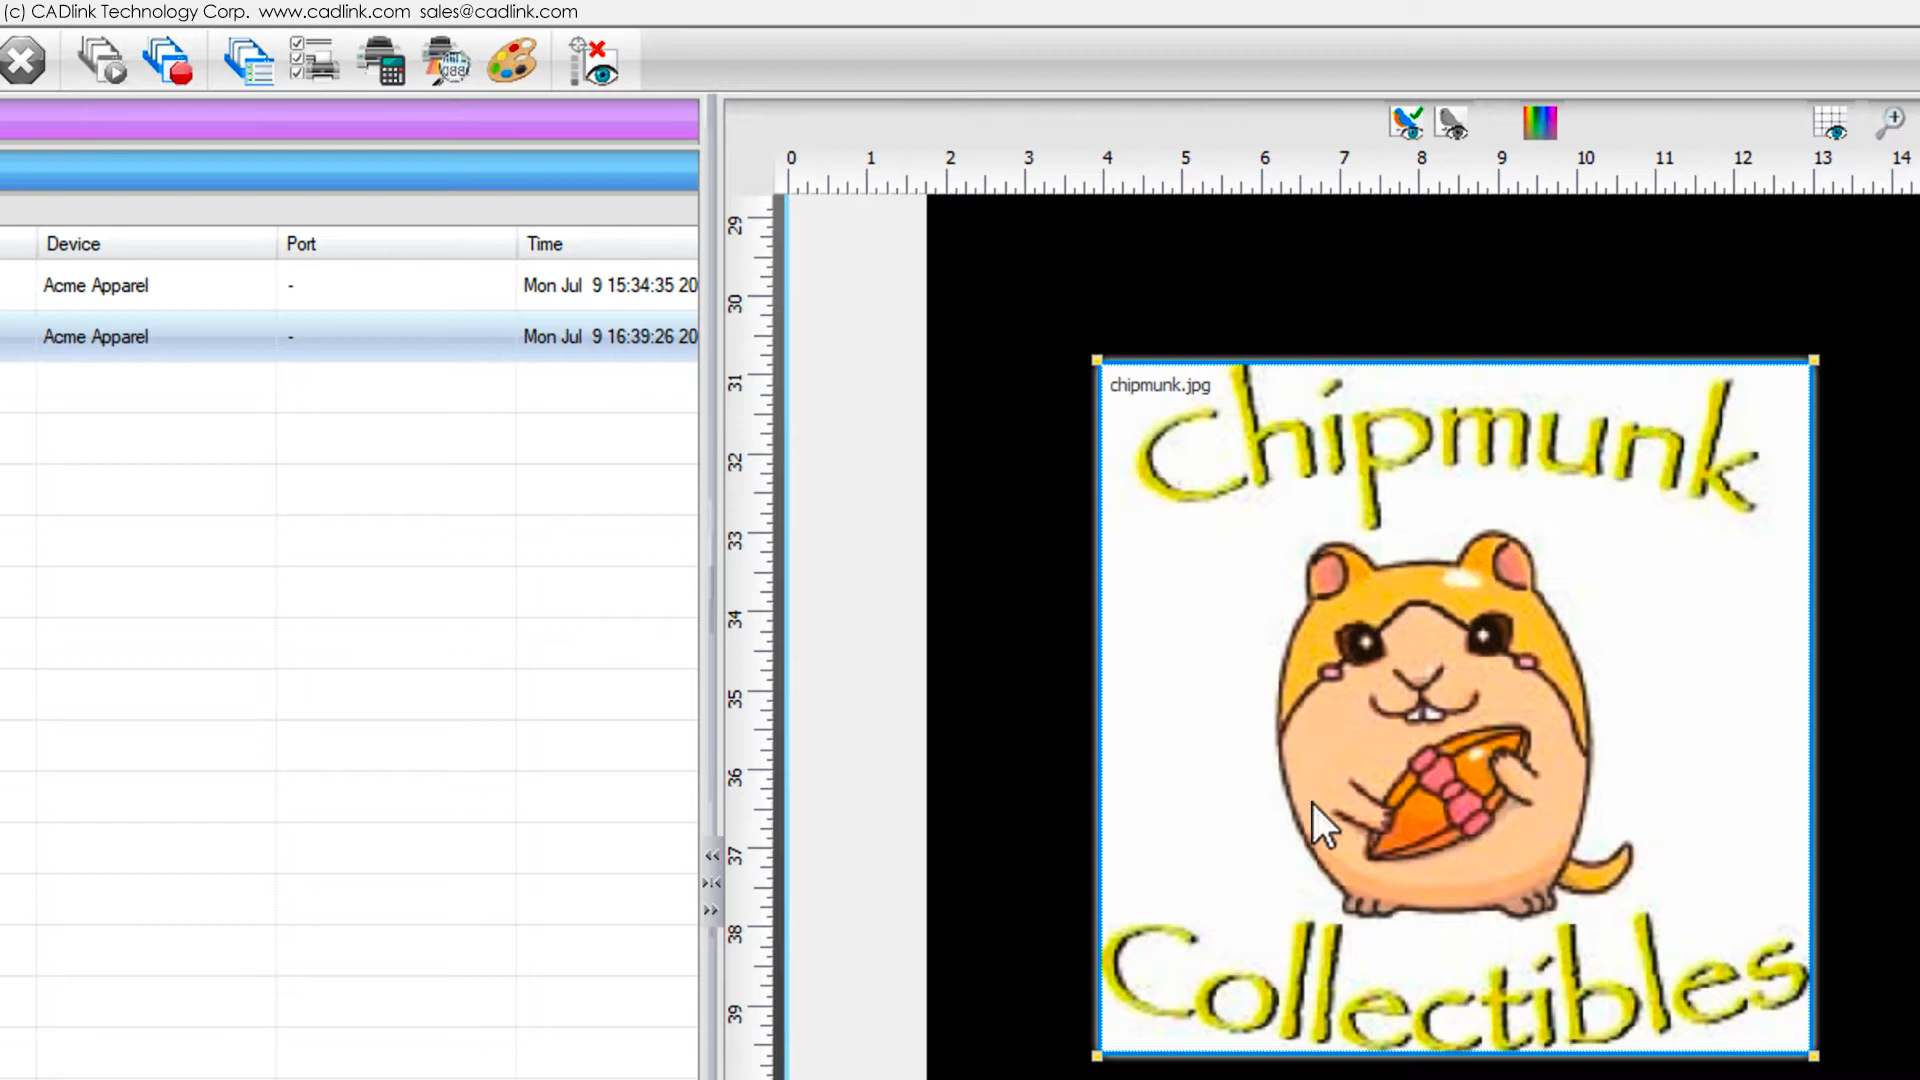 (c) CADlink Technology Corp. www.cadlink.com sales@cadlink.com
0 1 2 3 4 5 6 7 8 9 10 11 12 13 14
Device Port Time
Acme Apparel - Mon Jul 9 15:34:35 20
Acme Apparel - Mon Jul 9 16:39:26 20
29
30
31
32
33
34
35
36
37
38
39
chipmunk.jpg
Chipmunk
Collectibles